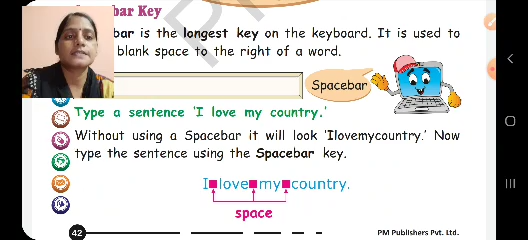 bar Key
bar is the longest key on the keyboard. It is used to
blank space to the right of a word.
Spacebar
Type a sentence 'I love my country.'
Without using a Spacebar it will look 'Ilovemycountry.' Now
type the sentence using the Spacebar key.
I love my country.
space
42
PM Publishers Pvt. Ltd.